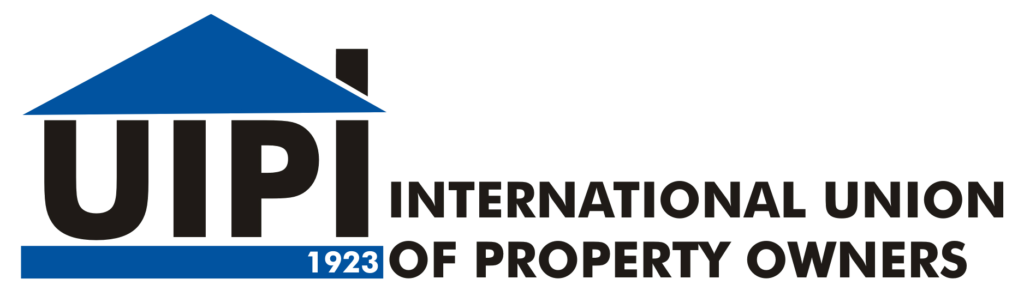 UIPI
1923
INTERNATIONAL UNION
OF PROPERTY OWNERS